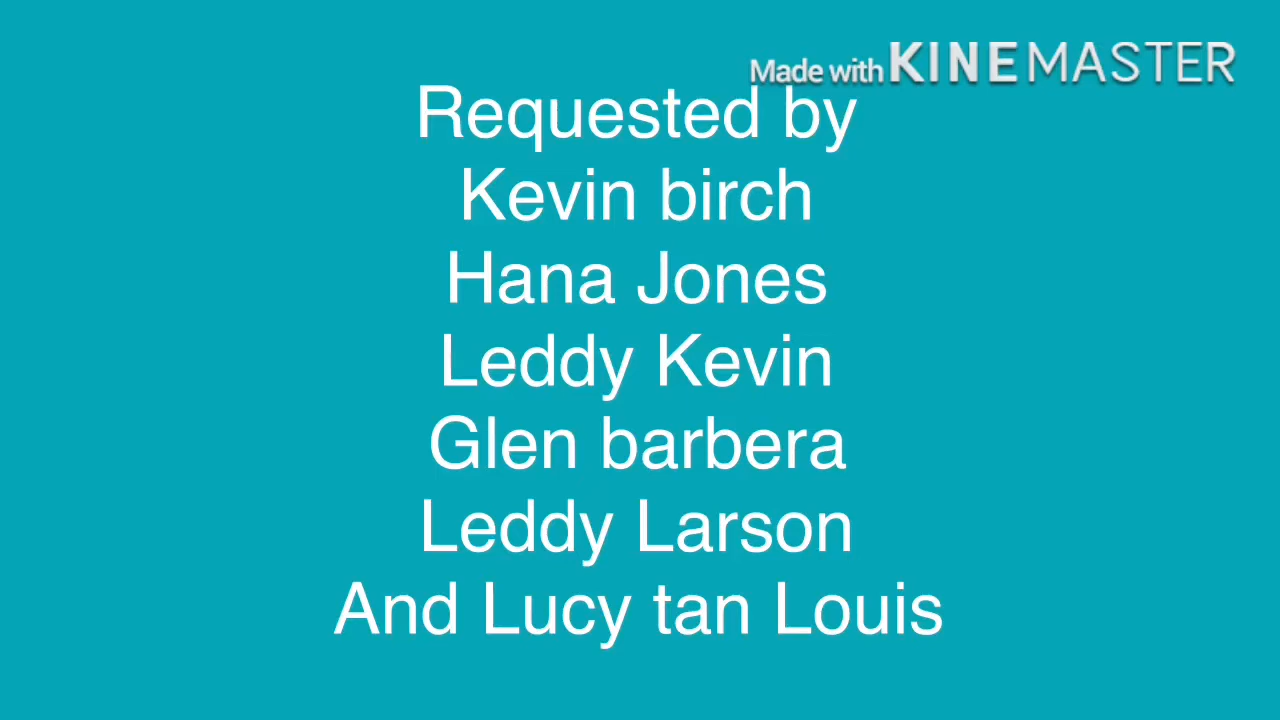 Made with KINEMASTER
Requested by
Kevin birch
Hana Jones
Leddy Kevin
Glen barbera
Leddy Larson
And Lucy tan Louis